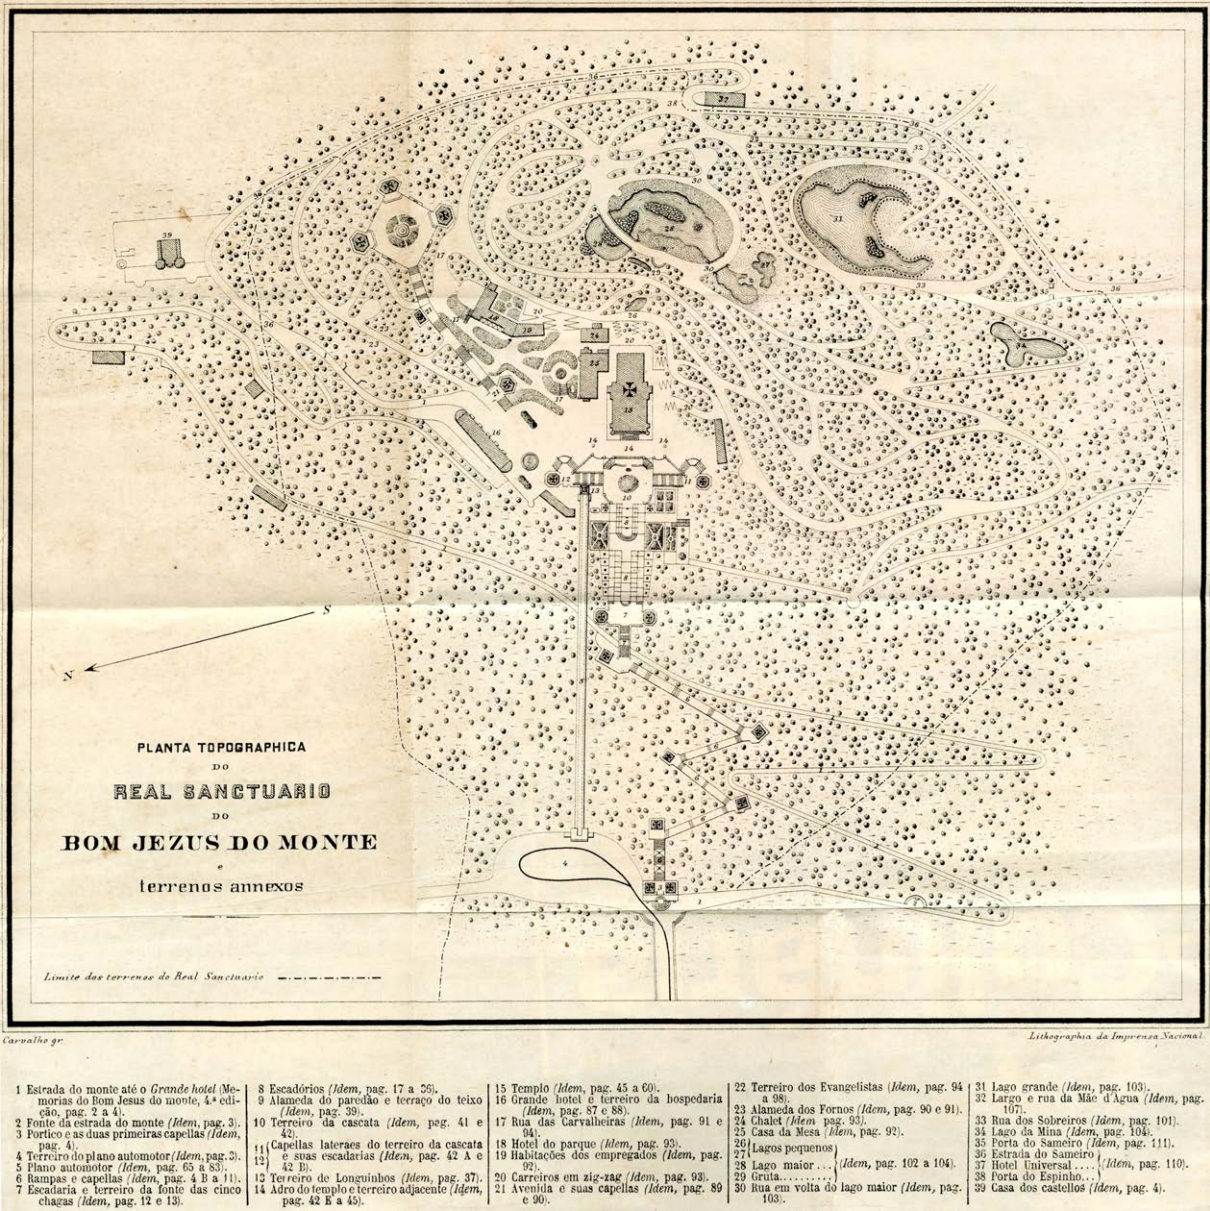 S
N
PLANTA TOPOGRAPHICA
DO
REAL SANCTUARIO
DO
BOM JEZUS DO MONTE
e
terrenos annexos
Limite dos terrenos do Real Sanctuario
Carvalho gr.
Lithographia da Imprensa Nacional.
1 Estrada do monte até o Grande hotel (Me-
morias do Bom Jesus do monte, 4.ª edi-
ção, pag. 2 a 4).
2 Fonte da estrada do monte (Idem, pag. 3).
3 Portico e as duas primeiras capellas (Idem,
pag. 4).
4 Terreiro do plano automotor (Idem, pag. 3).
5 Plano automotor (Idem, pag. 65 a 83).
6 Rampas e capellas (Idem, pag. 4 B a 11).
7 Escadaria e terreiro da fonte das cinco
chagas (Idem, pag. 12 e 13).
8 Escadórios (Idem, pag. 17 a 36).
9 Alameda do paredão e terraço do teixo
(Idem, pag. 39).
10 Terreiro da cascata (Idem, pag. 41 e
42).
11 Capellas lateraes do terreiro da cascata
12 e suas escadarias (Idem, pag. 42 A e
42 B).
13 Terreiro de Longuinhos (Idem, pag. 37).
14 Adro do templo e terreiro adjacente (Idem,
pag. 42 E a 45).
15 Templo (Idem, pag. 45 a 60).
16 Grande hotel e terreiro da hospedaria
(Idem, pag. 87 e 88).
17 Rua das Carvalheiras (Idem, pag. 91 e
94).
18 Hotel do parque (Idem, pag. 93).
19 Habitações dos empregados (Idem, pag.
92).
20 Carreiros em zig-zag (Idem, pag. 93).
21 Avenida e suas capellas (Idem, pag. 89
e 90).
22 Terreiro dos Evangelistas (Idem, pag. 94
a 98).
23 Alameda dos Fornos (Idem, pag. 90 e 91).
24 Chalet (Idem pag. 93).
25 Casa da Mesa (Idem, pag. 92).
26
27 Lagos pequenos
28 Lago maior... (Idem, pag. 102 a 104).
29 Gruta.........
30 Rua em volta do lago maior (Idem, pag.
103).
31 Lago grande (Idem, pag. 103).
32 Largo e rua da Mãe d'Agua (Idem, pag.
107).
33 Rua dos Sobreiros (Idem, pag. 101).
34 Lago da Mina (Idem, pag. 104).
35 Porta do Sameiro (Idem, pag. 111).
36 Estrada do Sameiro
37 Hotel Universal.... (Idem, pag. 110).
38 Porta do Espinho...
39 Casa dos castellos (Idem, pag. 4).